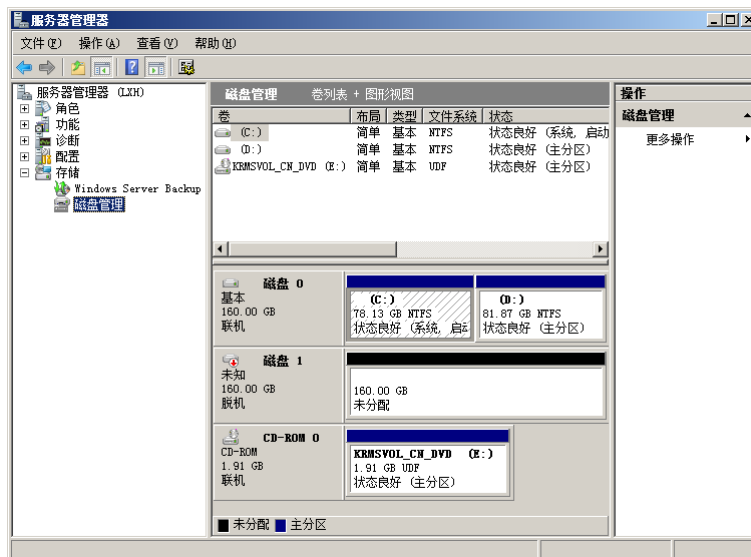 服务器管理器
文件(F) 操作(A) 查看(V) 帮助(H)
服务器管理器 (LXH)
角色
功能
诊断
配置
存储
Windows Server Backup
磁盘管理
磁盘管理 卷列表 + 图形视图
卷 布局 类型 文件系统 状态
(C:) 简单 基本 NTFS 状态良好 (系统, 启动
(D:) 简单 基本 NTFS 状态良好 (主分区)
KRMSVOL_CN_DVD (E:) 简单 基本 UDF 状态良好 (主分区)
磁盘 0
基本
160.00 GB
联机
(C:)
78.13 GB NTFS
状态良好 (系统, 启动
(D:)
81.87 GB NTFS
状态良好 (主分区)
磁盘 1
未知
160.00 GB
脱机
160.00 GB
未分配
CD-ROM 0
CD-ROM
1.91 GB
联机
KRMSVOL_CN_DVD (E:)
1.91 GB UDF
状态良好 (主分区)
未分配 主分区
操作
磁盘管理
更多操作